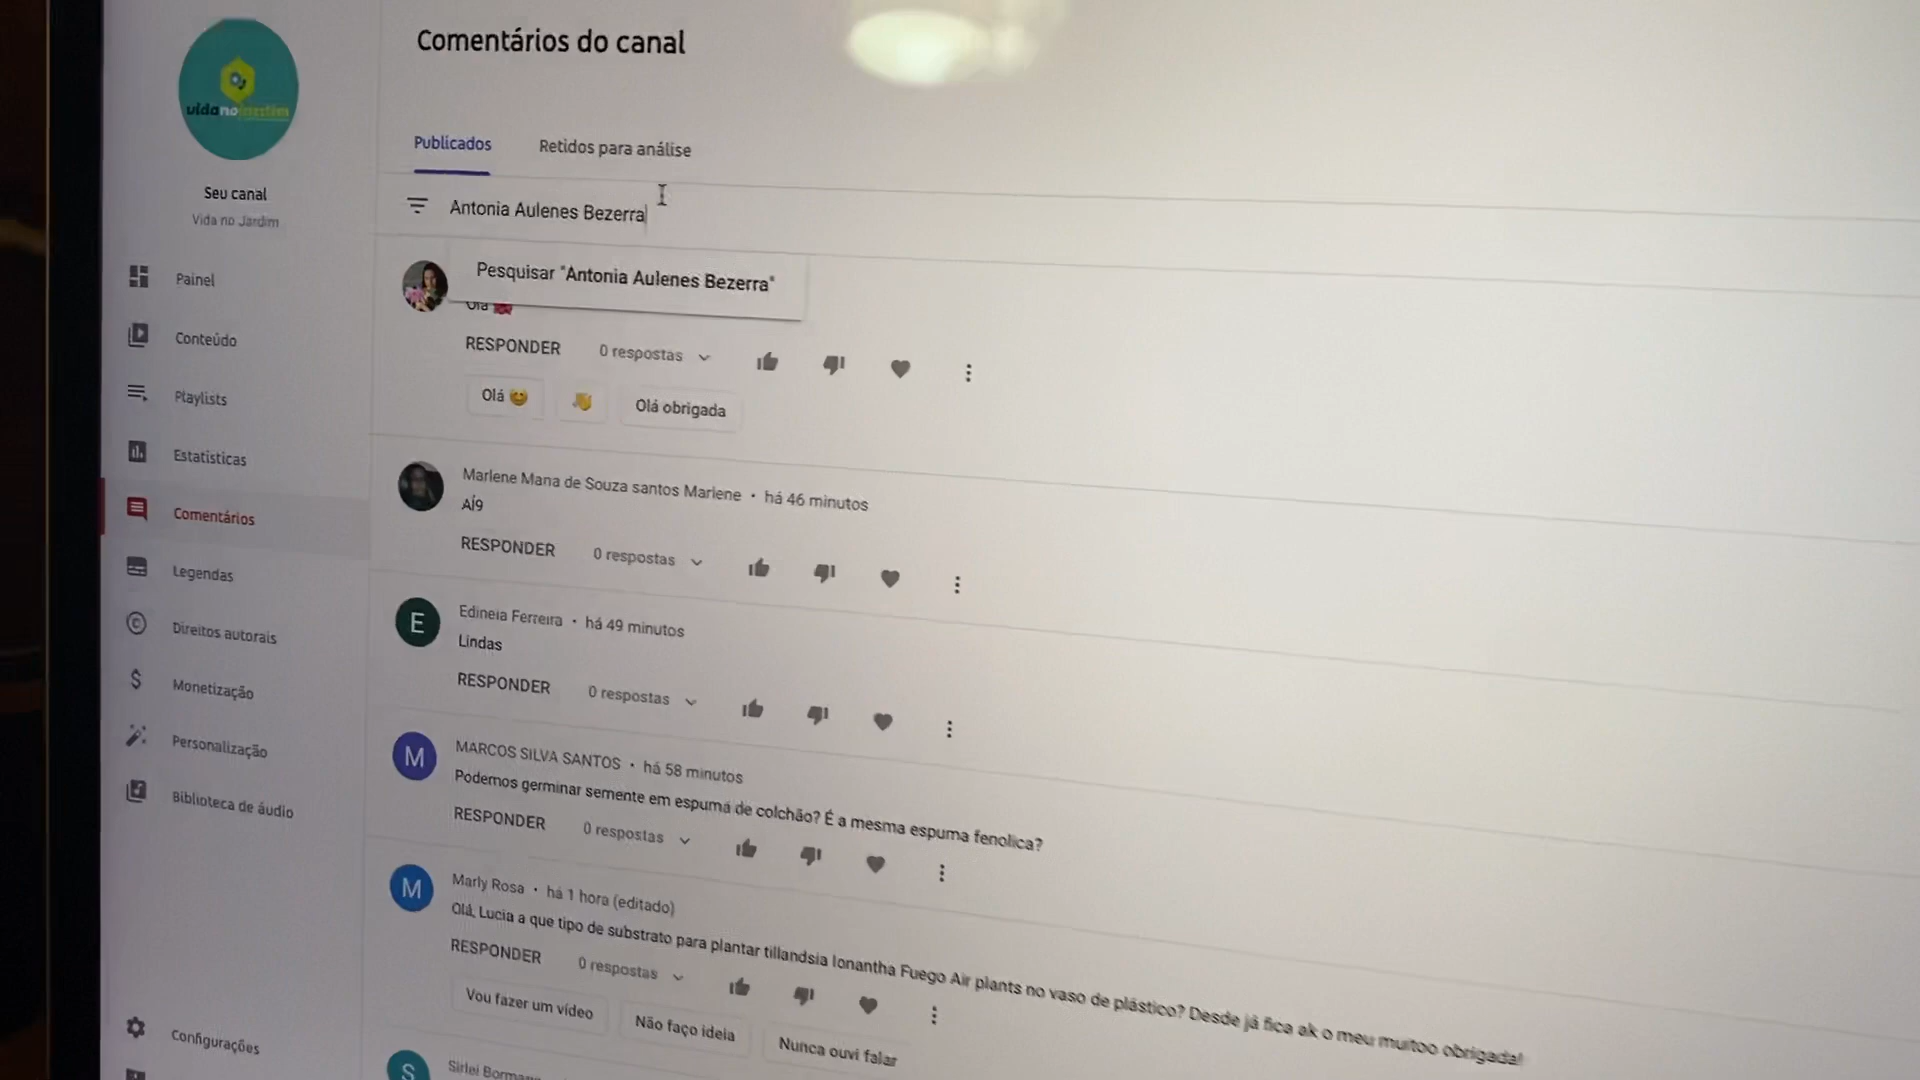 Comentários do canal
vidanojardim
Publicados
Retidos para análise
Seu canal
Vida no Jardim
Antonia Aulenes Bezerra
Pesquisar "Antonia Aulenes Bezerra"
Olá
RESPONDER 0 respostas
Olá 😊
👏
Olá obrigada
Painel
Conteúdo
Playlists
Estatísticas
Comentários
Legendas
Direitos autorais
Monetização
Personalização
Biblioteca de áudio
Configurações
Marlene Mana de Souza santos Marlene • há 46 minutos
Aí9
RESPONDER 0 respostas
E
Edineia Ferreira • há 49 minutos
Lindas
RESPONDER 0 respostas
M
MARCOS SILVA SANTOS • há 58 minutos
Podemos germinar semente em espuma de colchão? É a mesma espuma fenolica?
RESPONDER 0 respostas
M
Marly Rosa • há 1 hora (editado)
Olá, Lucia a que tipo de substrato para plantar tillandsia Ionantha Fuego Air plants no vaso de plástico? Desde já fica ak o meu muitoo obrigada!
RESPONDER 0 respostas
Vou fazer um vídeo
Não faço ideia
Nunca ouvi falar
S
Sirlei